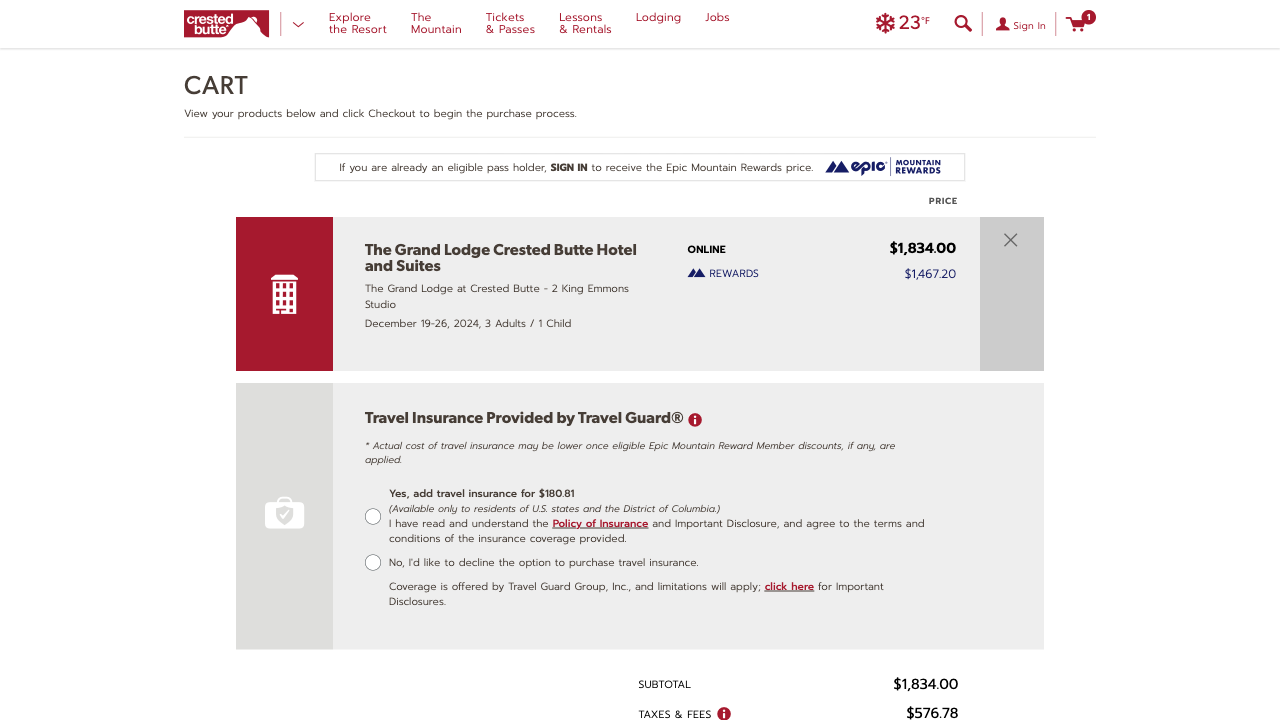 crested
butte
Explore
the Resort
The
Mountain
Tickets
& Passes
Lessons
& Rentals
Lodging
Jobs
23°F
Sign In
1
CART
View your products below and click Checkout to begin the purchase process.
If you are already an eligible pass holder, SIGN IN to receive the Epic Mountain Rewards price.
epic MOUNTAIN
REWARDS
PRICE
The Grand Lodge Crested Butte Hotel
and Suites
The Grand Lodge at Crested Butte - 2 King Emmons
Studio
December 19-26, 2024, 3 Adults / 1 Child
ONLINE $1,834.00
REWARDS $1,467.20
Travel Insurance Provided by Travel Guard®
* Actual cost of travel insurance may be lower once eligible Epic Mountain Reward Member discounts, if any, are
applied.
Yes, add travel insurance for $180.81
(Available only to residents of U.S. states and the District of Columbia.)
I have read and understand the Policy of Insurance and Important Disclosure, and agree to the terms and
conditions of the insurance coverage provided.
No, I'd like to decline the option to purchase travel insurance.
Coverage is offered by Travel Guard Group, Inc., and limitations will apply; click here for Important
Disclosures.
SUBTOTAL $1,834.00
TAXES & FEES $576.78